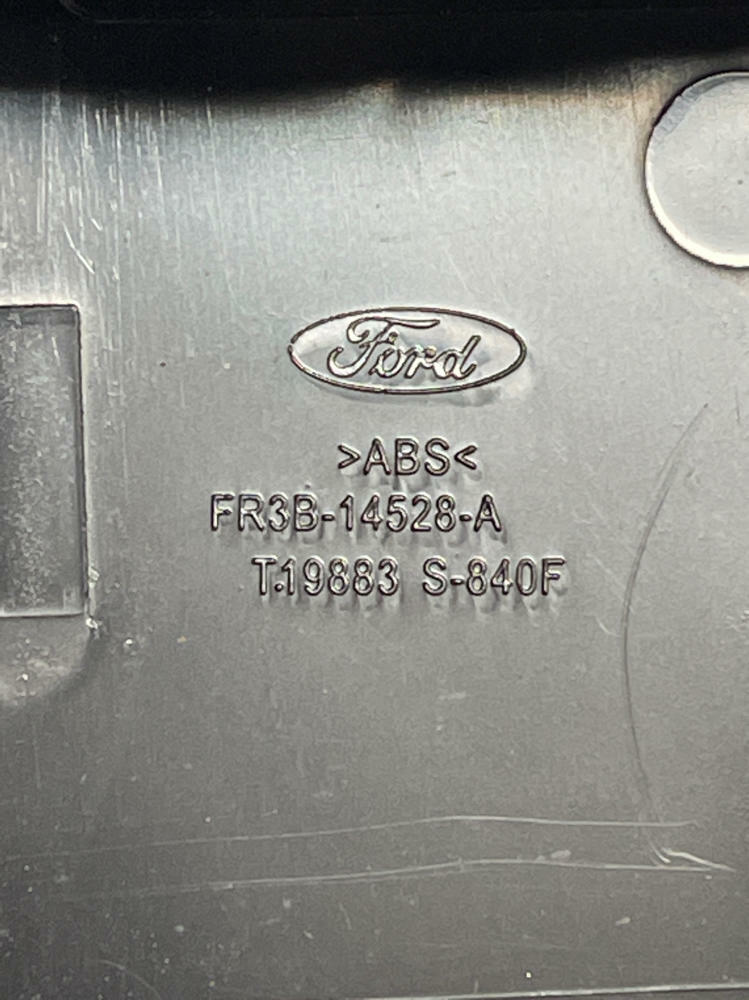 Ford
>ABS<
FR3B-14528-A
T.19883 S-840F